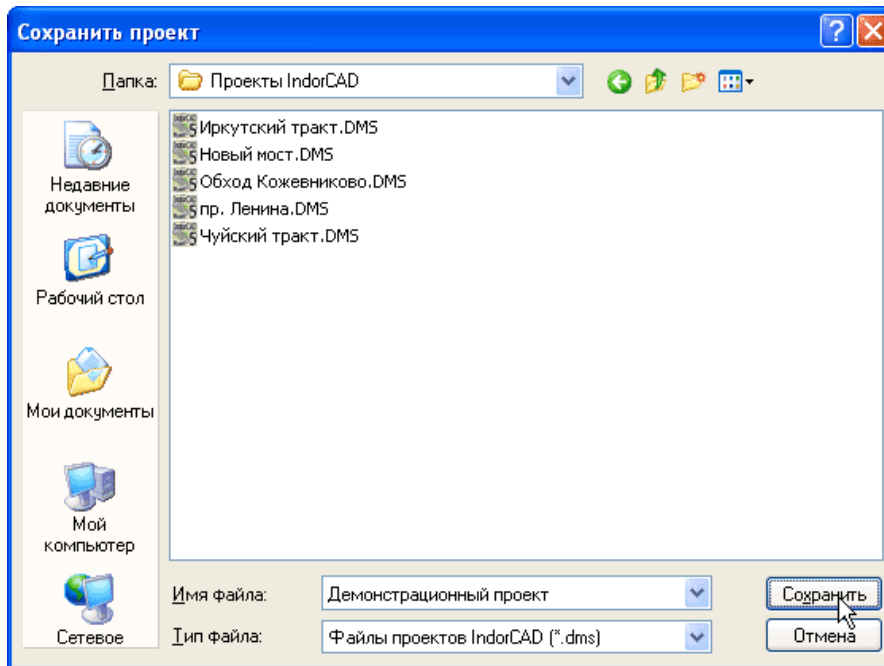 Сохранить проект
Папка:
Проекты IndorCAD
Недавние
документы
Рабочий стол
Мои документы
Мой
компьютер
Сетевое
Иркутский тракт.DMS
Новый мост.DMS
Обход Кожевниково.DMS
пр. Ленина.DMS
Чуйский тракт.DMS
Имя файла:
Демонстрационный проект
Сохранить
Тип файла:
Файлы проектов IndorCAD (*.dms)
Отмена